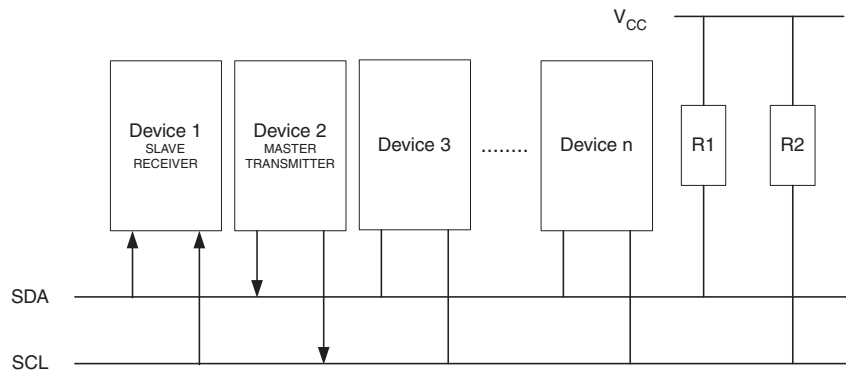 V_CC
Device 1
SLAVE
RECEIVER
Device 2
MASTER
TRANSMITTER
Device 3
........
Device n
R1
R2
SDA
SCL